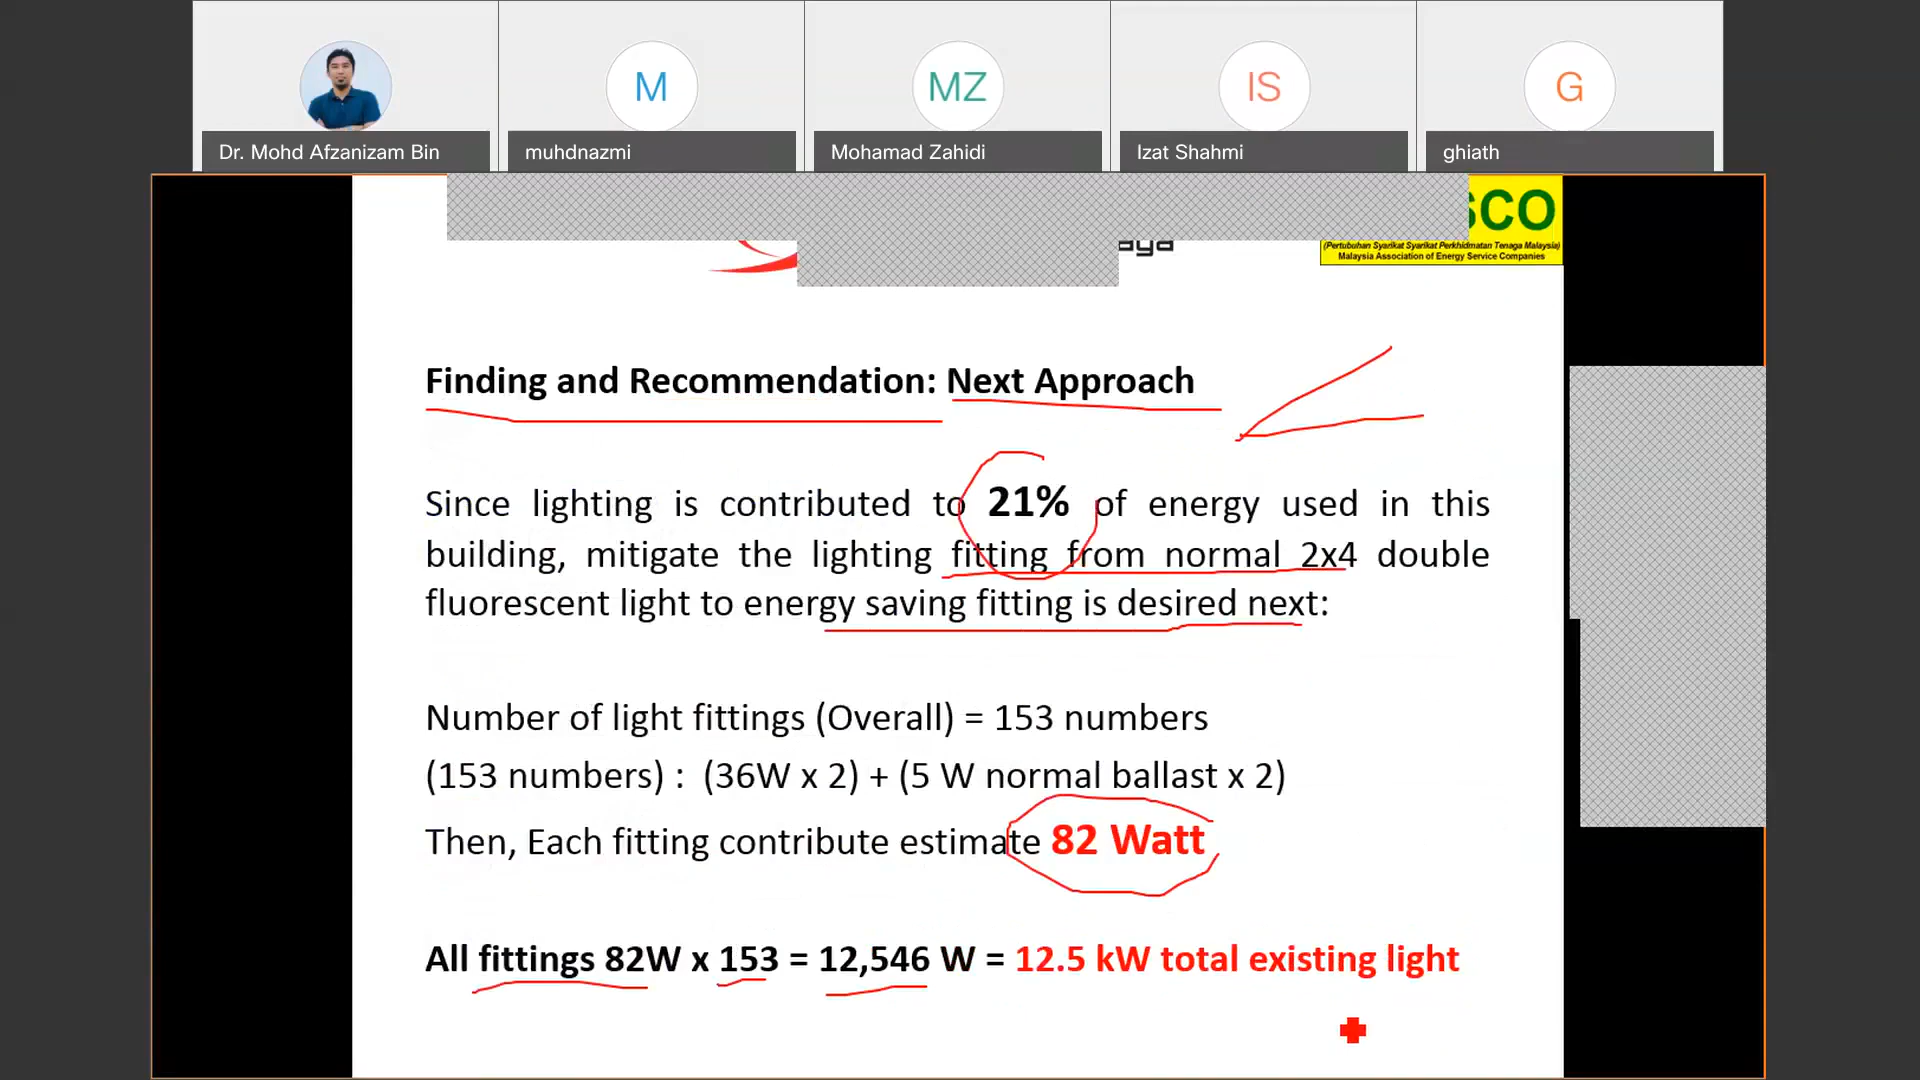 M
MZ
IS
G
Dr. Mohd Afzanizam Bin
muhdnazmi
Mohamad Zahidi
Izat Shahmi
ghiath
SCO
aya
(Pertubuhan Syarikat Syarikat Perkhidmatan Tenaga Malaysia)
Malaysia Association of Energy Service Companies
Finding and Recommendation: Next Approach
Since lighting is contributed to 21% of energy used in this
building, mitigate the lighting fitting from normal 2x4 double
fluorescent light to energy saving fitting is desired next:
Number of light fittings (Overall) = 153 numbers
(153 numbers) : (36W x 2) + (5 W normal ballast x 2)
Then, Each fitting contribute estimate 82 Watt
All fittings 82W x 153 = 12,546 W = 12.5 kW total existing light